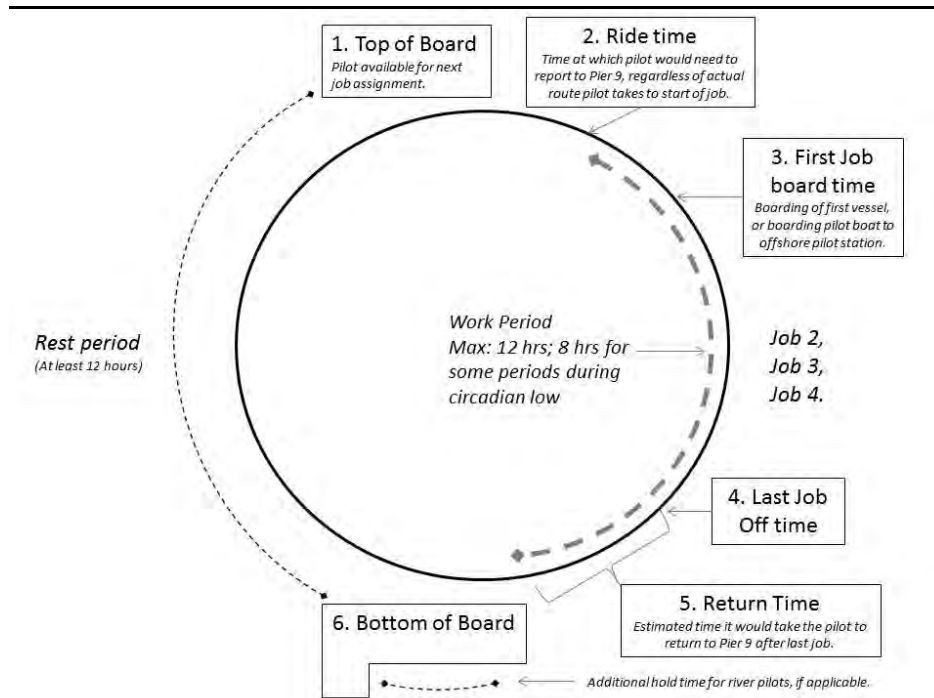 1. Top of Board
Pilot available for next
job assignment.
2. Ride time
Time at which pilot would need to
report to Pier 9, regardless of actual
route pilot takes to start of job.
3. First Job
board time
Boarding of first vessel,
or boarding pilot boat to
offshore pilot station.
Rest period
(At least 12 hours)
Work Period
Max: 12 hrs; 8 hrs for
some periods during
circadian low
Job 2,
Job 3,
Job 4.
4. Last Job
Off time
5. Return Time
Estimated time it would take the pilot to
return to Pier 9 after last job.
6. Bottom of Board
Additional hold time for river pilots, if applicable.